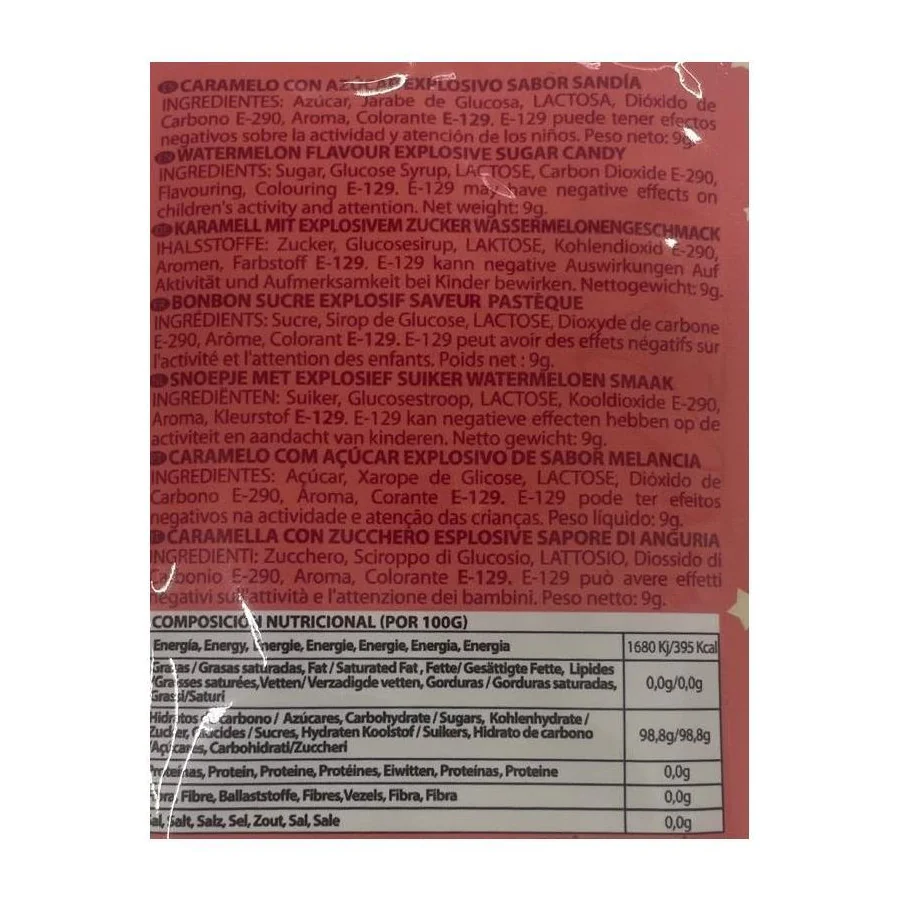 ES CARAMELO CON AZÚCAR EXPLOSIVO SABOR SANDÍA
INGREDIENTES: Azúcar, Jarabe de Glucosa, LACTOSA, Dióxido de
Carbono E-290, Aroma, Colorante E-129. E-129 puede tener efectos
negativos sobre la actividad y atención de los niños. Peso neto: 9g.
EN WATERMELON FLAVOUR EXPLOSIVE SUGAR CANDY
INGREDIENTS: Sugar, Glucose Syrup, LACTOSE, Carbon Dioxide E-290,
Flavouring, Colouring E-129. E-129 may have negative effects on
children's activity and attention. Net weight: 9g.
DE KARAMELL MIT EXPLOSIVEM ZUCKER WASSERMELONENGESCHMACK
IHALSSTOFFE: Zucker, Glucosesirup, LAKTOSE, Kohlendioxid E-290,
Aromen, Farbstoff E-129. E-129 kann negative Auswirkungen Auf
Aktivität und Aufmerksamkeit bei Kinder bewirken. Nettogewicht: 9g.
FR BONBON SUCRE EXPLOSIF SAVEUR PASTÈQUE
INGRÉDIENTS: Sucre, Sirop de Glucose, LACTOSE, Dioxyde de carbone
E-290, Arôme, Colorant E-129. E-129 peut avoir des effets négatifs sur
l'activité et l'attention des enfants. Poids net : 9g.
SNOEPJE MET EXPLOSIEF SUIKER WATERMELOEN SMAAK
INGREDIËNTEN: Suiker, Glucosestroop, LACTOSE, Kooldioxide E-290,
Aroma, Kleurstof E-129. E-129 kan negatieve effecten hebben op de
activiteit en aandacht van kinderen. Netto gewicht: 9g.
CARAMELO COM AÇÚCAR EXPLOSIVO DE SABOR MELANCIA
INGREDIENTES: Açúcar, Xarope de Glicose, LACTOSE, Dióxido de
Carbono E-290, Aroma, Corante E-129. E-129 pode ter efeitos
negativos na actividade e atenção das crianças. Peso líquido: 9g.
CARAMELLA CON ZUCCHERO ESPLOSIVE SAPORE DI ANGURIA
INGREDIENTI: Zucchero, Sciroppo di Glucosio, LATTOSIO, Diossido di
Carbonio E-290, Aroma, Colorante E-129. E-129 può avere effetti
negativi sull'attività e l'attenzione dei bambini. Peso netto: 9g.
COMPOSICIÓN NUTRICIONAL (POR 100G)
Energía, Energy, Energie, Energie, Energie, Energia, Energia 1680 Kj/395 Kcal
Grasas / Grasas saturadas, Fat / Saturated Fat, Fette/ Gesättigte Fette, Lipides
/Graisses saturées, Vetten/ Verzadigde vetten, Gorduras / Gorduras saturadas, 0,0g/0,0g
Grassi/Saturi
Hidratos de carbono / Azúcares, Carbohydrate / Sugars, Kohlenhydrate /
Zucker, Glucides / Sucres, Hydraten Koolstof / Suikers, Hidrato de carbono 98,8g/98,8g
/Açúcares, Carbohidrati/Zuccheri
Proteínas, Protein, Proteine, Protéines, Eiwitten, Proteínas, Proteine 0,0g
Fibra, Fibre, Ballaststoffe, Fibres, Vezels, Fibra, Fibra 0,0g
Sal, Salt, Salz, Sel, Zout, Sal, Sale 0,0g